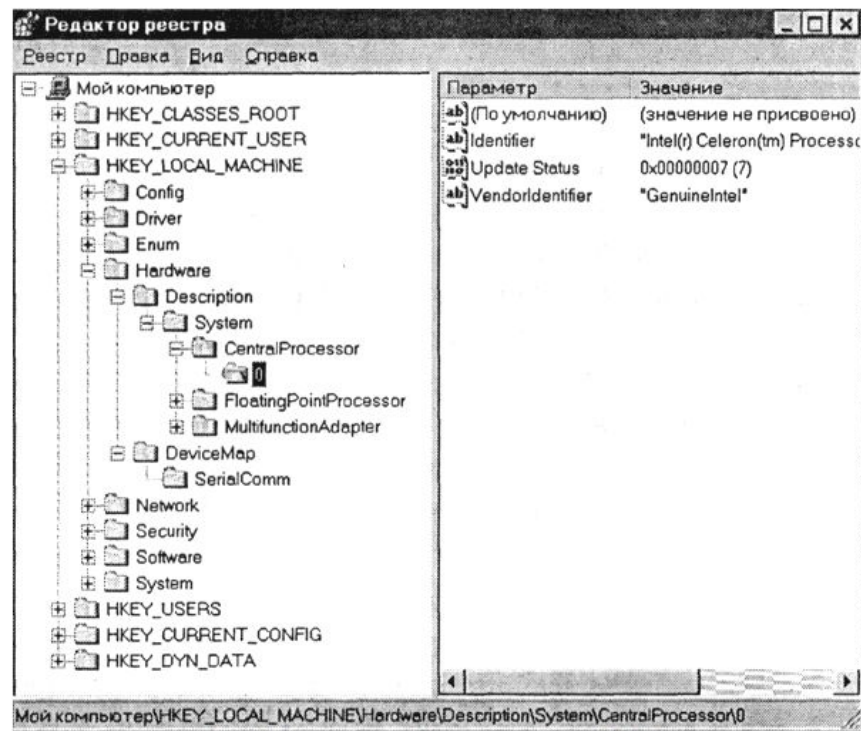 Редактор реестра
Реестр Правка Вид Справка
Мой компьютер
HKEY_CLASSES_ROOT
HKEY_CURRENT_USER
HKEY_LOCAL_MACHINE
Config
Driver
Enum
Hardware
Description
System
CentralProcessor
0
FloatingPointProcessor
MultifunctionAdapter
DeviceMap
SerialComm
Network
Security
Software
System
HKEY_USERS
HKEY_CURRENT_CONFIG
HKEY_DYN_DATA
Параметр Значение
(По умолчанию) (значение не присвоено)
Identifier "Intel(r) Celeron(tm) Processo
Update Status 0x00000007 (7)
VendorIdentifier "GenuineIntel"
Мой компьютер\HKEY_LOCAL_MACHINE\Hardware\Description\System\CentralProcessor\0